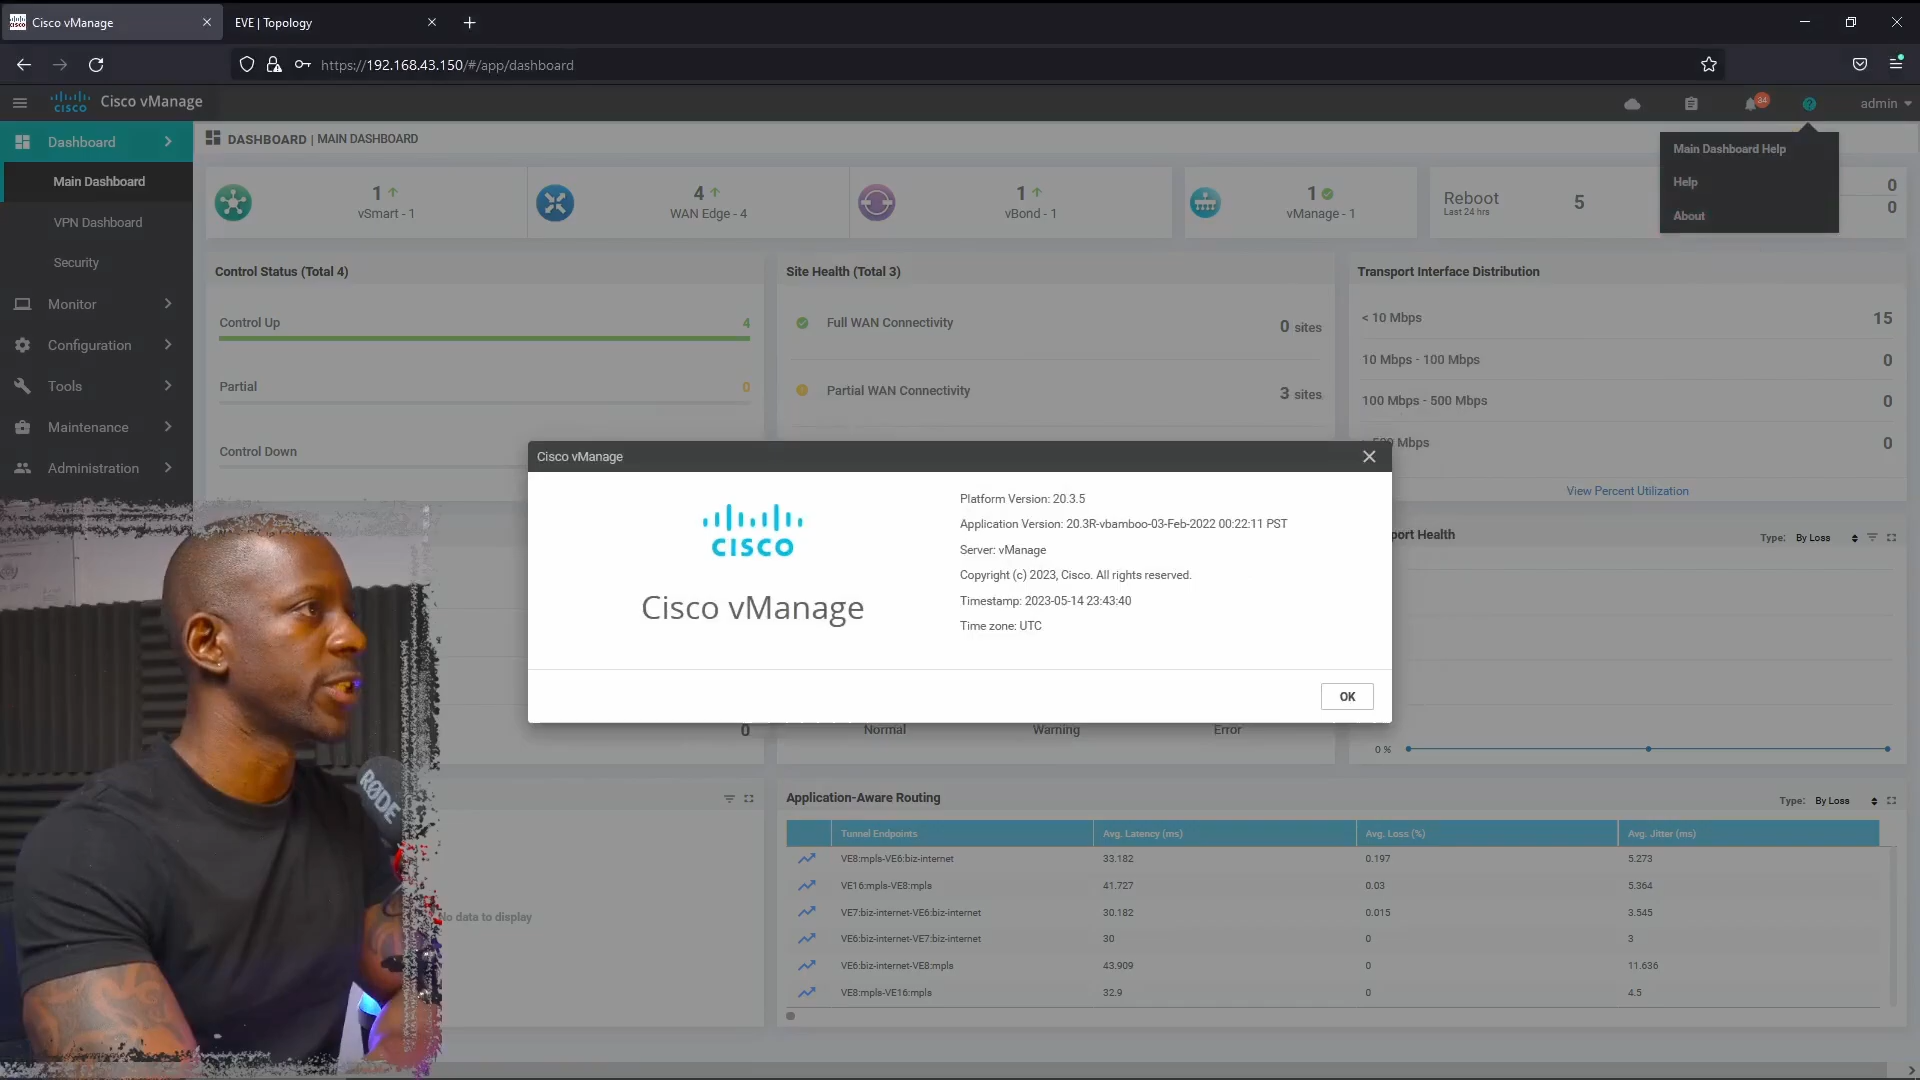 Cisco vManage
EVE | Topology
https://192.168.43.150/#/app/dashboard
CISCO
Cisco vManage
34
admin
Dashboard
Main Dashboard
VPN Dashboard
Security
Monitor
Configuration
Tools
Maintenance
Administration
DASHBOARD | MAIN DASHBOARD
Main Dashboard Help
Help
About
1
vSmart - 1
4
WAN Edge - 4
1
vBond - 1
1
vManage - 1
Reboot
Last 24 hrs
5
0
0
Control Status (Total 4)
Control Up 4
Partial 0
Control Down
Site Health (Total 3)
Full WAN Connectivity 0 sites
Partial WAN Connectivity 3 sites
Transport Interface Distribution
< 10 Mbps 15
10 Mbps - 100 Mbps 0
100 Mbps - 500 Mbps 0
Mbps 0
View Percent Utilization
Cisco vManage
CISCO
Cisco vManage
Platform Version: 20.3.5
Application Version: 20.3R-vbamboo-03-Feb-2022 00:22:11 PST
Server: vManage
Copyright (c) 2023, Cisco. All rights reserved.
Timestamp: 2023-05-14 23:43:40
Time zone: UTC
OK
port Health
Type: By Loss
0
Normal Warning Error
0 %
RØDE
No data to display
Application-Aware Routing
Type: By Loss
Tunnel Endpoints Avg. Latency (ms) Avg. Loss (%) Avg. Jitter (ms)
VE8:mpls-VE6:biz-internet 33.182 0.197 5.273
VE16:mpls-VE8:mpls 41.727 0.03 5.364
VE7:biz-internet-VE6:biz-internet 30.182 0.015 3.545
VE6:biz-internet-VE7:biz-internet 30 0 3
VE6:biz-internet-VE8:mpls 43.909 0 11.636
VE8:mpls-VE16:mpls 32.9 0 4.5